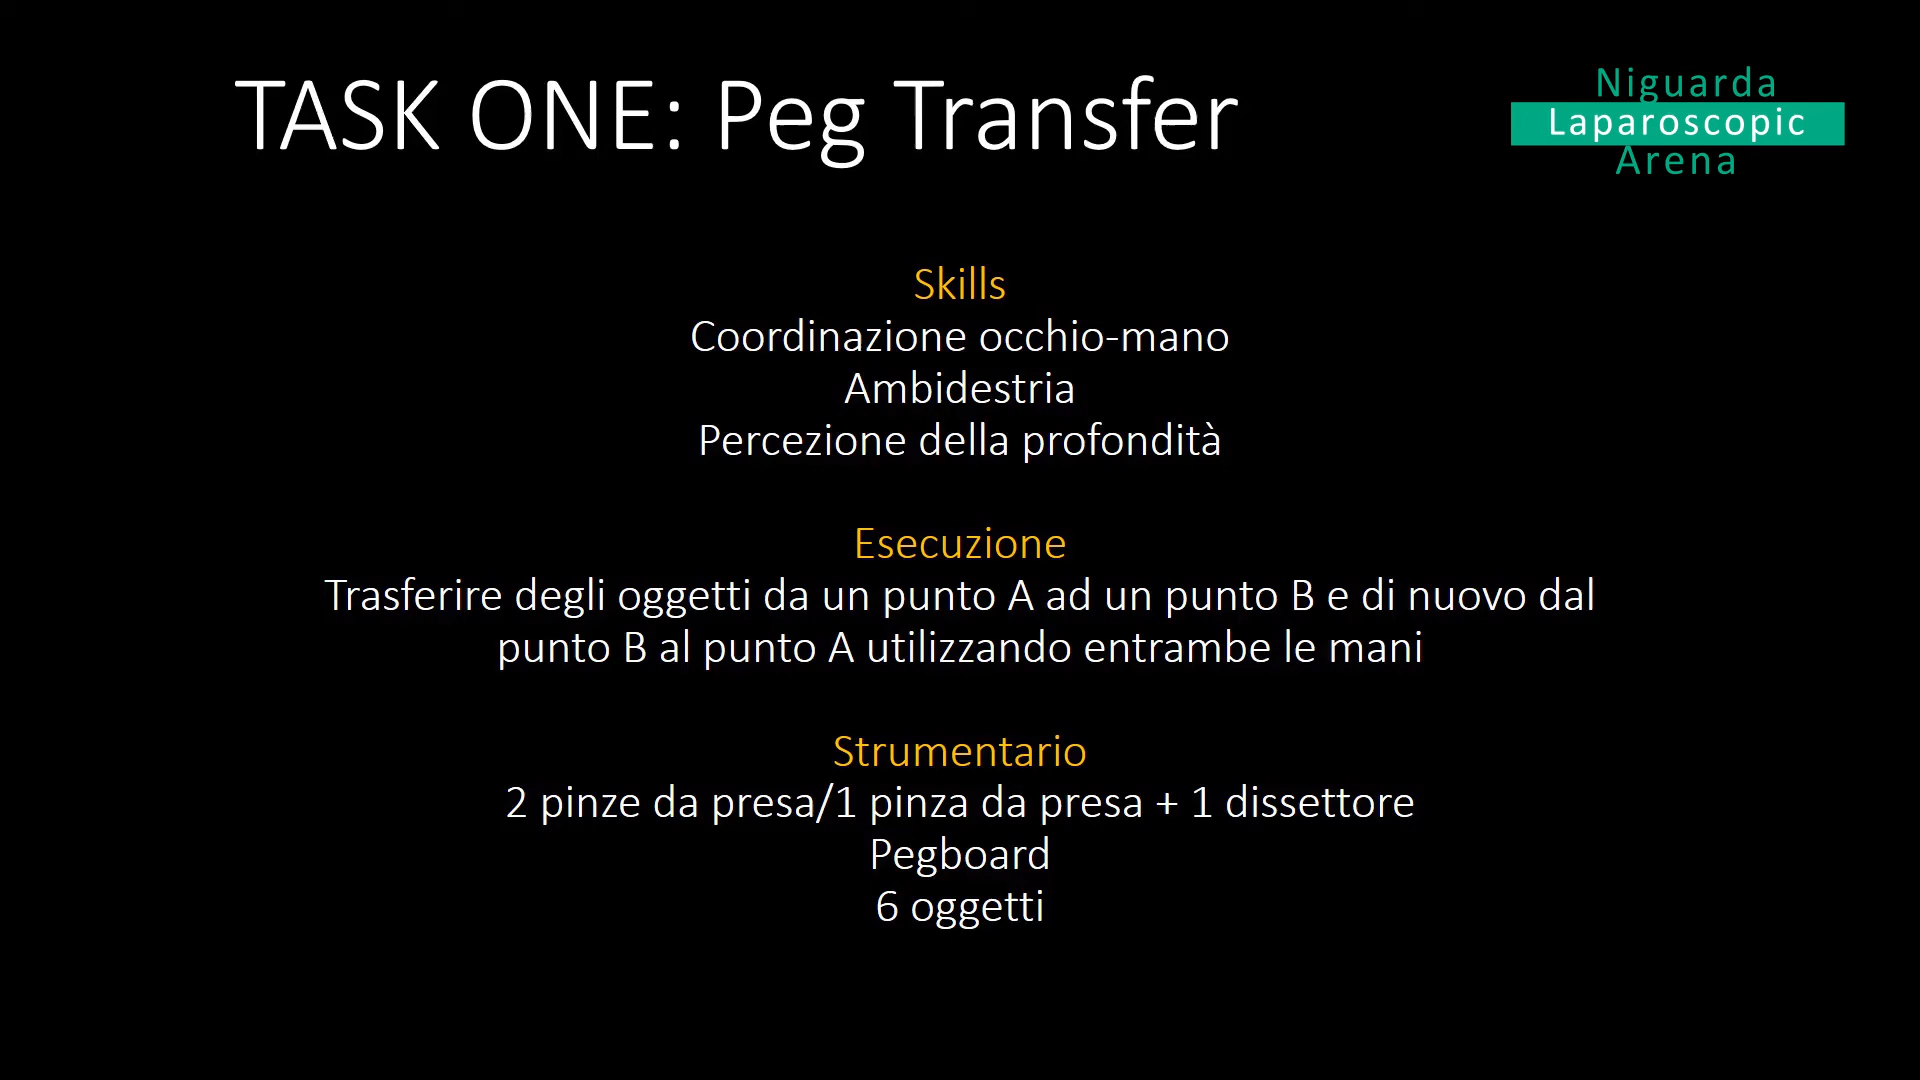 TASK ONE: Peg Transfer
Niguarda
Laparoscopic
Arena
Skills
Coordinazione occhio-mano
Ambidestria
Percezione della profondità
Esecuzione
Trasferire degli oggetti da un punto A ad un punto B e di nuovo dal
punto B al punto A utilizzando entrambe le mani
Strumentario
2 pinze da presa/1 pinza da presa + 1 dissettore
Pegboard
6 oggetti